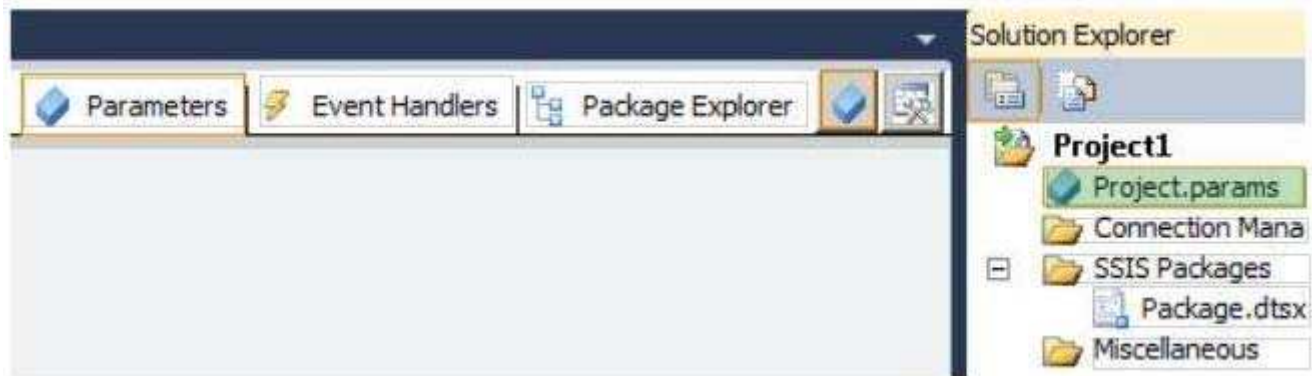 Parameters
Event Handlers
Package Explorer
Solution Explorer
Project1
Project.params
Connection Mana
SSIS Packages
Package.dtsx
Miscellaneous